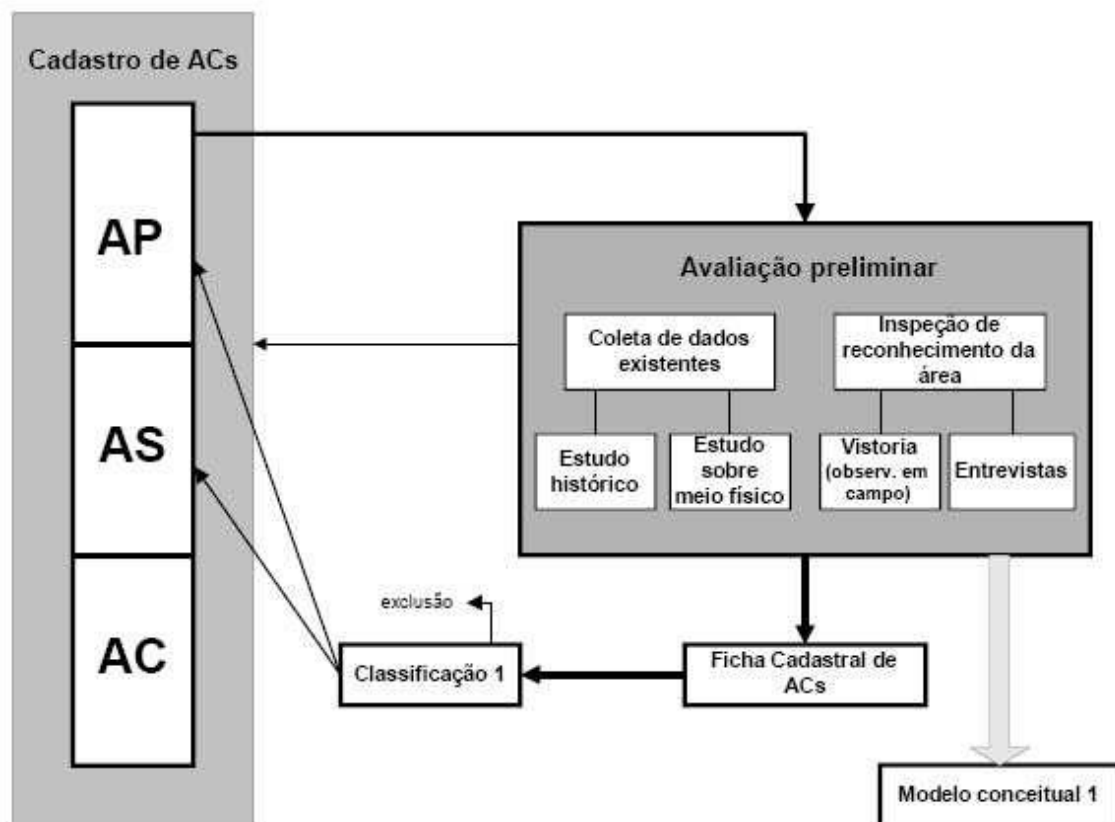 Cadastro de ACs
AP
AS
AC
Avaliação preliminar
Coleta de dados
existentes
Inspeção de
reconhecimento da
área
Estudo
histórico
Estudo
sobre
meio físico
Vistoria
(observ. em
campo)
Entrevistas
exclusão
Classificação 1
Ficha Cadastral de
ACs
Modelo conceitual 1